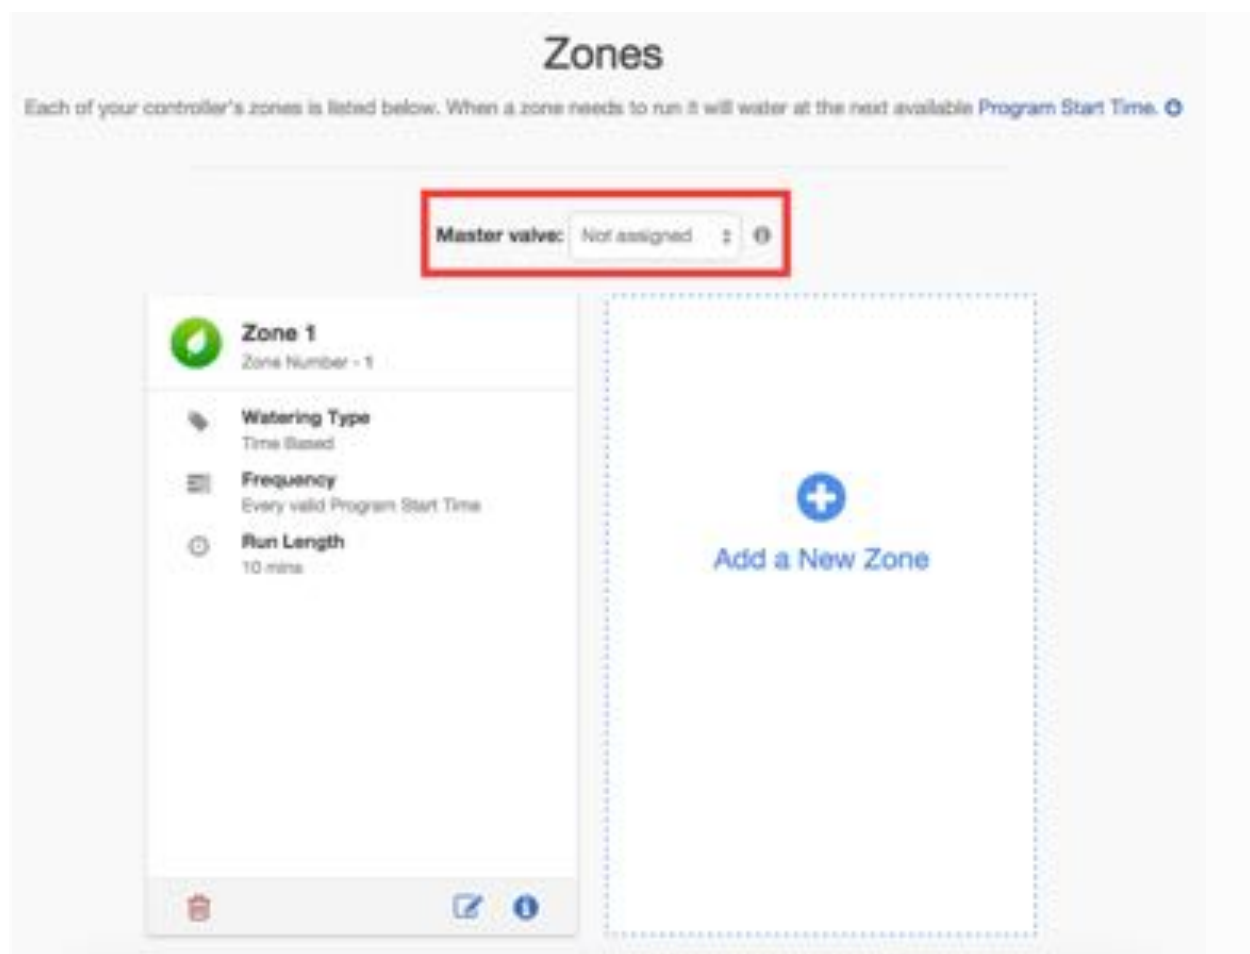 Zones
Each of your controller's zones is listed below. When a zone needs to run it will water at the next available Program Start Time.
Master valve: Not assigned
Zone 1
Zone Number - 1
Watering Type
Time Based
Frequency
Every valid Program Start Time
Run Length
10 mins
Add a New Zone